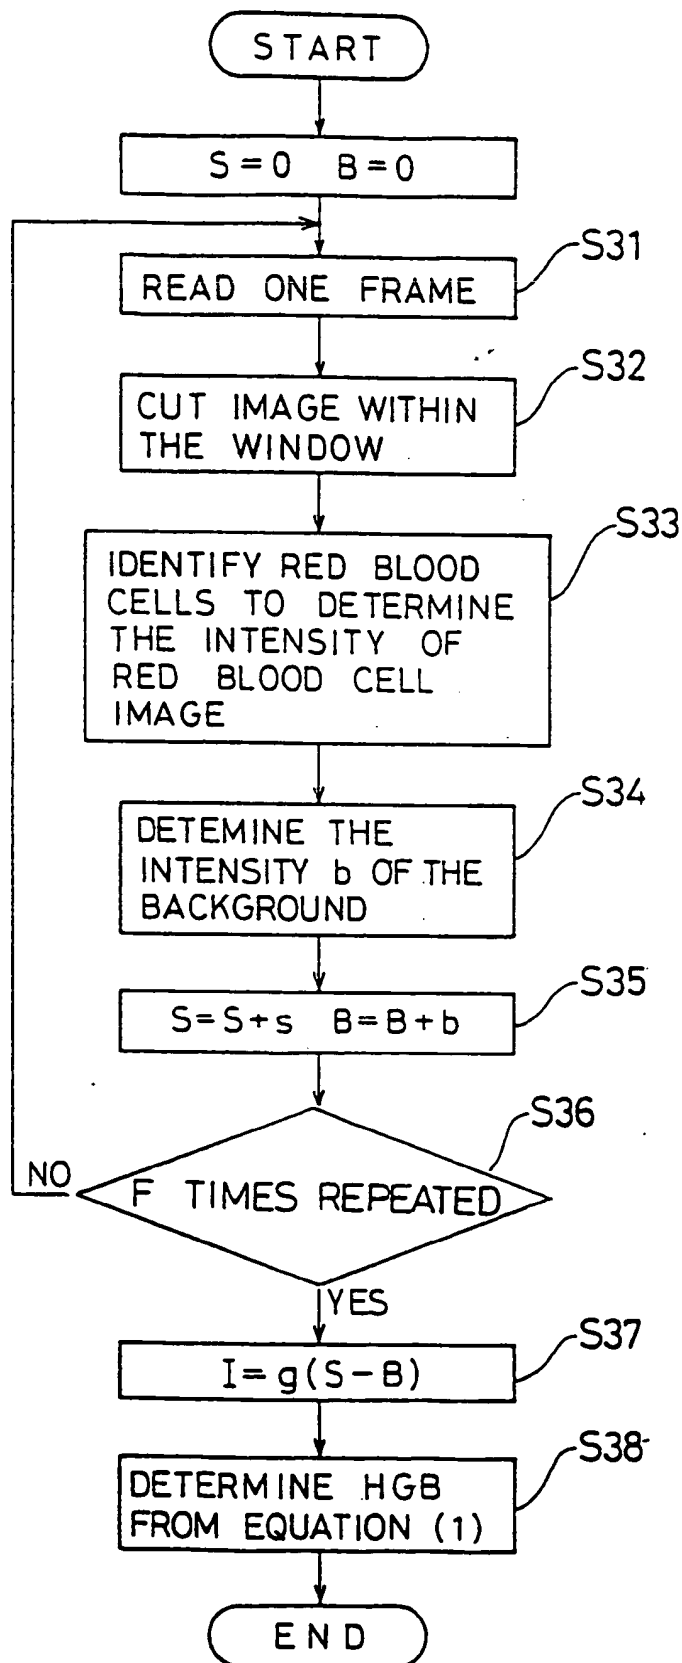 START
S=0 B=0
S31
READ ONE FRAME
S32
CUT IMAGE WITHIN
THE WINDOW
S33
IDENTIFY RED BLOOD
CELLS TO DETERMINE
THE INTENSITY OF
RED BLOOD CELL
IMAGE
S34
DETEMINE THE
INTENSITY b OF THE
BACKGROUND
S35
S=S+s B=B+b
S36
NO
F TIMES REPEATED
YES
S37
I=g(S-B)
S38
DETERMINE HGB
FROM EQUATION (1)
END